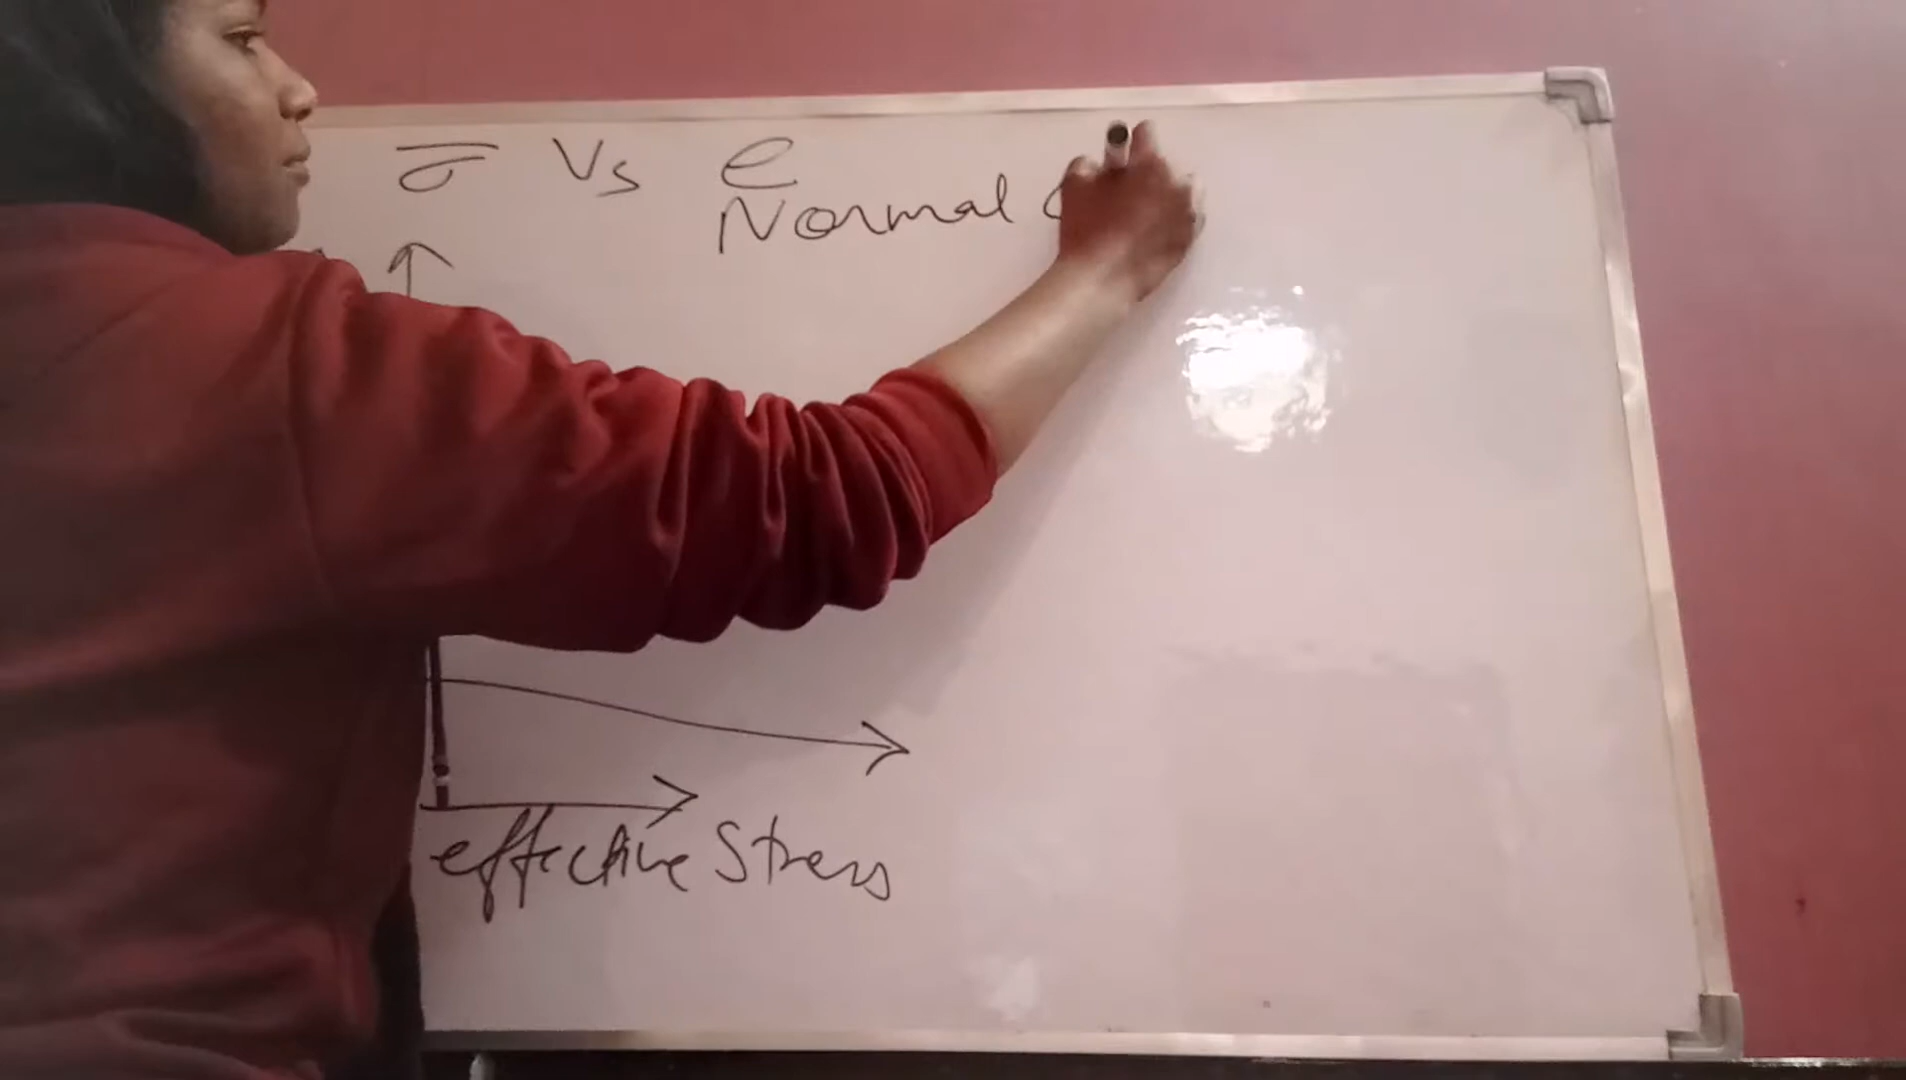 σ̅ Vs e
Normal
effective Stress